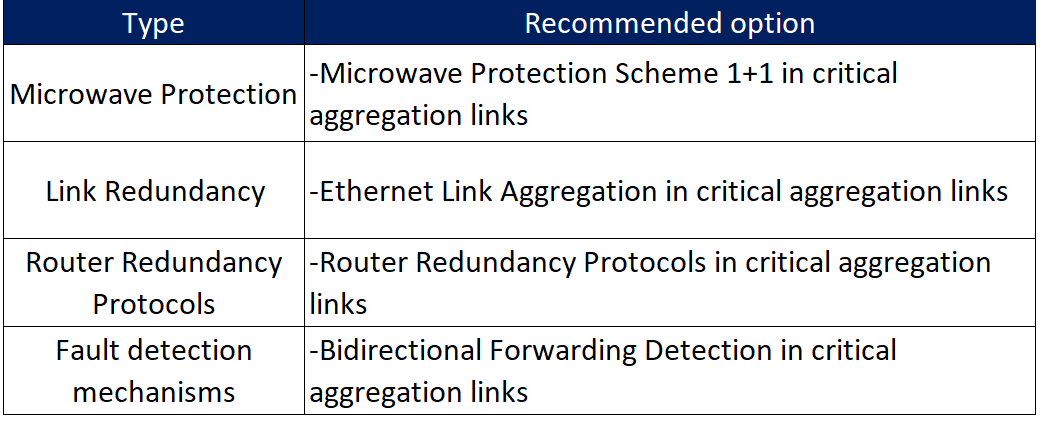 Type
Recommended option
Microwave Protection
-Microwave Protection Scheme 1+1 in critical
aggregation links
Link Redundancy
-Ethernet Link Aggregation in critical aggregation links
Router Redundancy
Protocols
-Router Redundancy Protocols in critical aggregation
links
Fault detection
mechanisms
-Bidirectional Forwarding Detection in critical
aggregation links